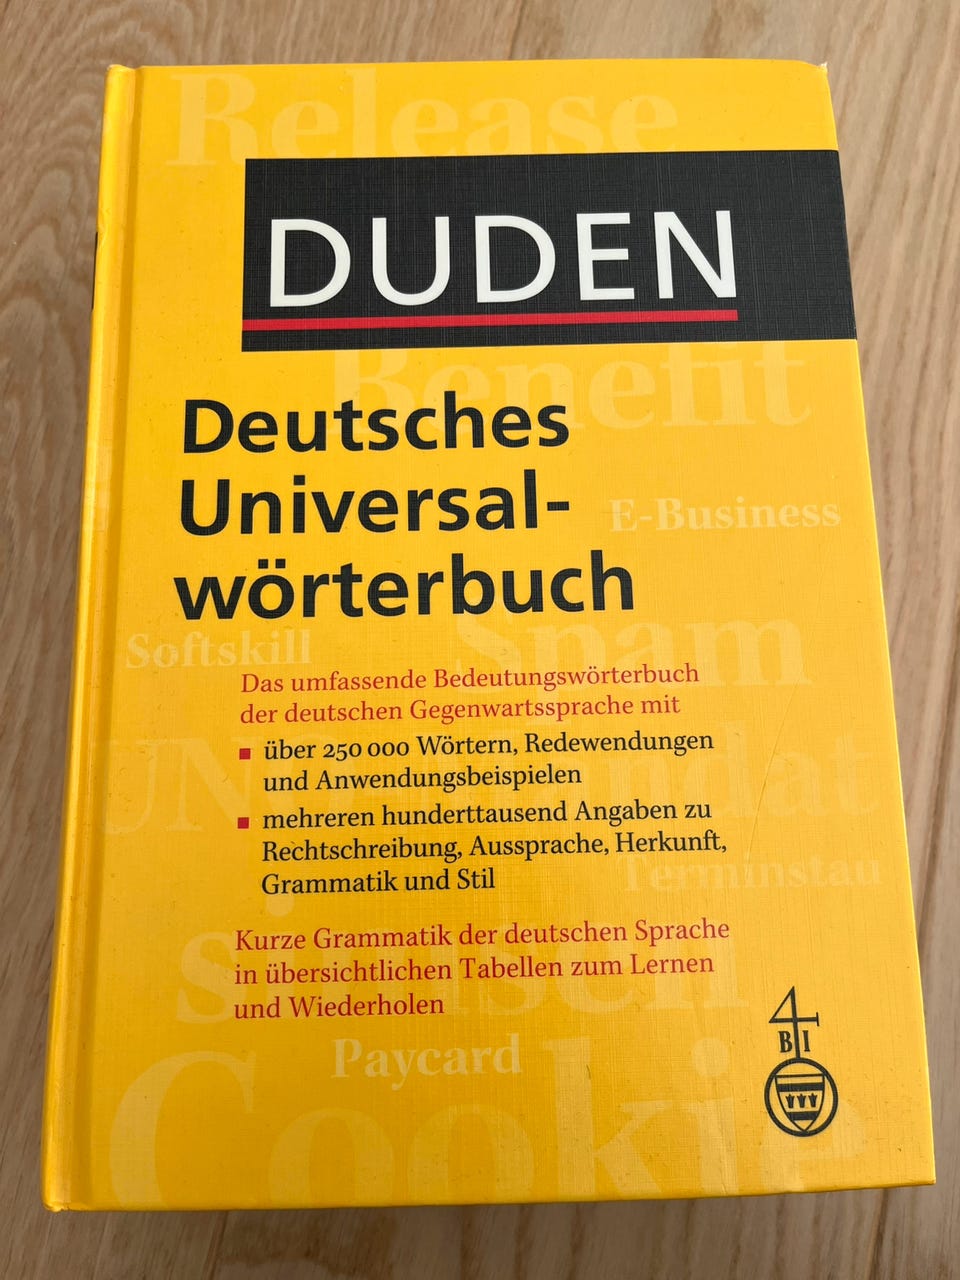 Release
DUDEN
Benefit
Deutsches
Universal-
E-Business
wörterbuch
Softskill
Spam
Das umfassende Bedeutungswörterbuch
der deutschen Gegenwartssprache mit
über 250 000 Wörtern, Redewendungen
und Anwendungsbeispielen
mehreren hunderttausend Angaben zu
Rechtschreibung, Aussprache, Herkunft,
Grammatik und Stil
Terminstau
Kurze Grammatik der deutschen Sprache
in übersichtlichen Tabellen zum Lernen
und Wiederholen
B I
Paycard
Cookie